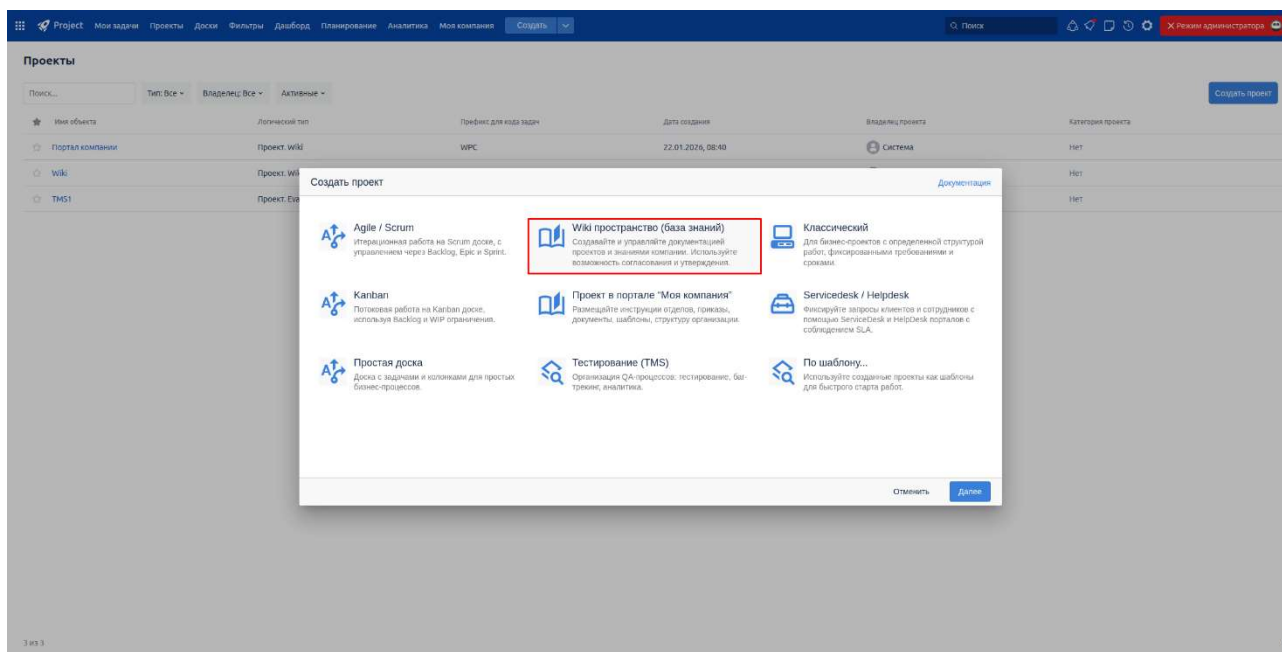 Project Мои задачи Проекты Доски Фильтры Дашборд Планирование Аналитика Моя компания Создать Поиск Режим администратора
Проекты
Поиск... Тип: Все Владелец: Все Активные Создать проект
Имя объекта Логический тип Префикс для кода задач Дата создания Владелец проекта Категория проекта
Портал компании Проект. Wiki WPC 22.01.2026, 08:40 Система Нет
Wiki Проект. Wik Нет
TMS1 Проект. Eva Нет
Создать проект Документация
Agile / Scrum
Итерационная работа на Scrum доске, с
управлением через Backlog, Epic и Sprint.
Wiki пространство (база знаний)
Создавайте и управляйте документацией
проектов и знаниями компании. Используйте
возможность согласования и утверждения.
Классический
Для бизнес-проектов с определенной структурой
работ, фиксированными требованиями и
сроками.
Kanban
Потоковая работа на Kanban доске,
используя Backlog и WIP ограничения.
Проект в портале "Моя компания"
Размещайте инструкции отделов, приказы,
документы, шаблоны, структуру организации.
Servicedesk / Helpdesk
Фиксируйте запросы клиентов и сотрудников с
помощью ServiceDesk и HelpDesk порталов с
соблюдением SLA.
Простая доска
Доска с задачами и колонками для простых
бизнес-процессов.
Тестирование (TMS)
Организация QA-процессов: тестирование, баг-
трекинг, аналитика.
По шаблону...
Используйте созданные проекты как шаблоны
для быстрого старта работ.
Отменить Далее
3 из 3